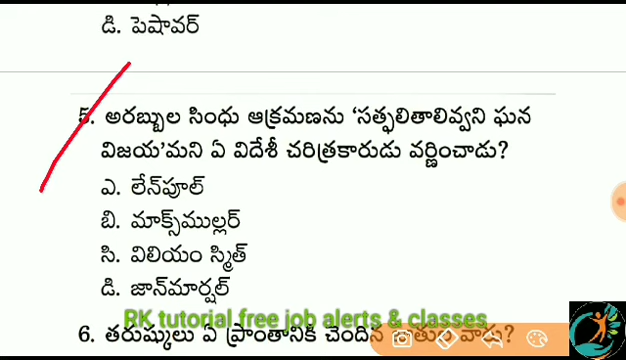 డి. పెషావర్
5. అరబ్బుల సింధు ఆక్రమణను ‘సత్ఫలితాలివ్వని ఘన
విజయ’మని ఏ విదేశీ చరిత్రకారుడు వర్ణించాడు?
ఎ. లేన్‌పూల్
బి. మాక్స్‌ముల్లర్
సి. విలియం స్మిత్
డి. జాన్‌మార్షల్
RK tutorial free job alerts & classes
6. తరుష్కులు ఏ ప్రాంతానికి చెందిన వారు?